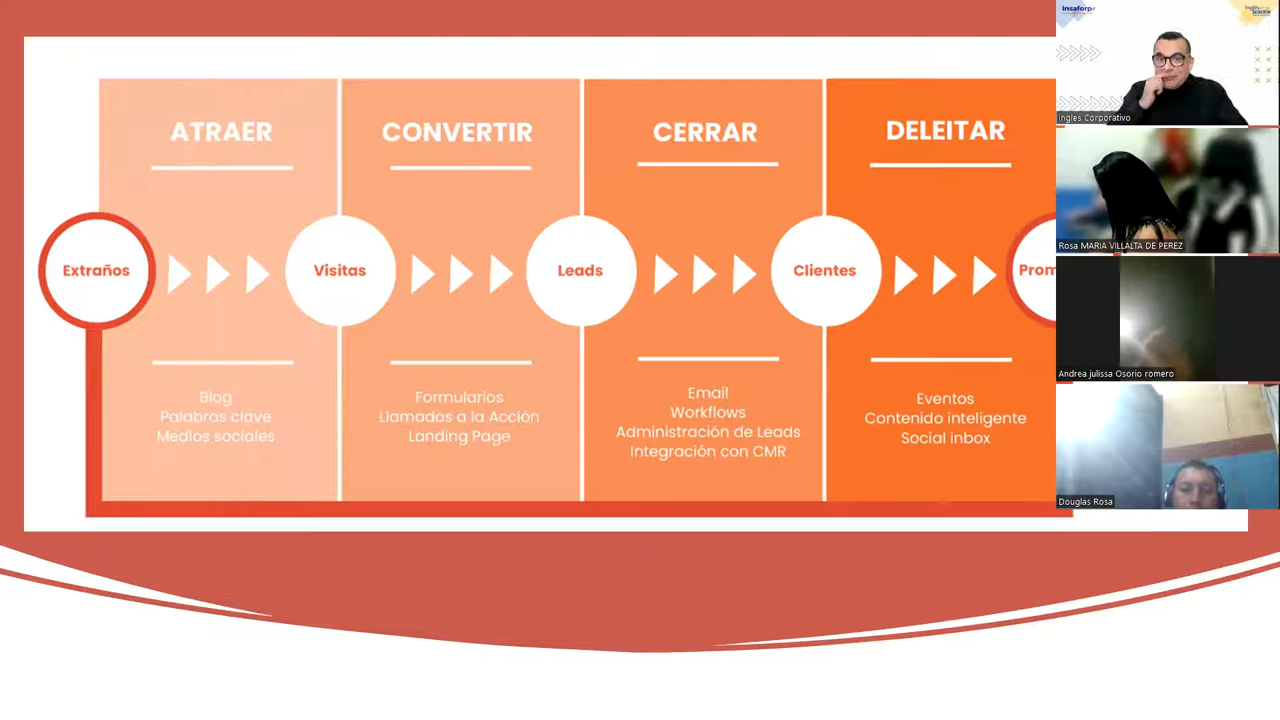 ATRAER
CONVERTIR
CERRAR
DELEITAR
Extraños
Visitas
Leads
Clientes
Blog
Palabras clave
Medios sociales
Formularios
Llamados a la Acción
Landing Page
Email
Workflows
Administración de Leads
Integración con CMR
Eventos
Contenido inteligente
Social inbox
Insaforp
Ingles Corporativo
Rosa MARIA VILLALTA DE PEREZ
Andrea julissa Osorio romero
Douglas Rosa